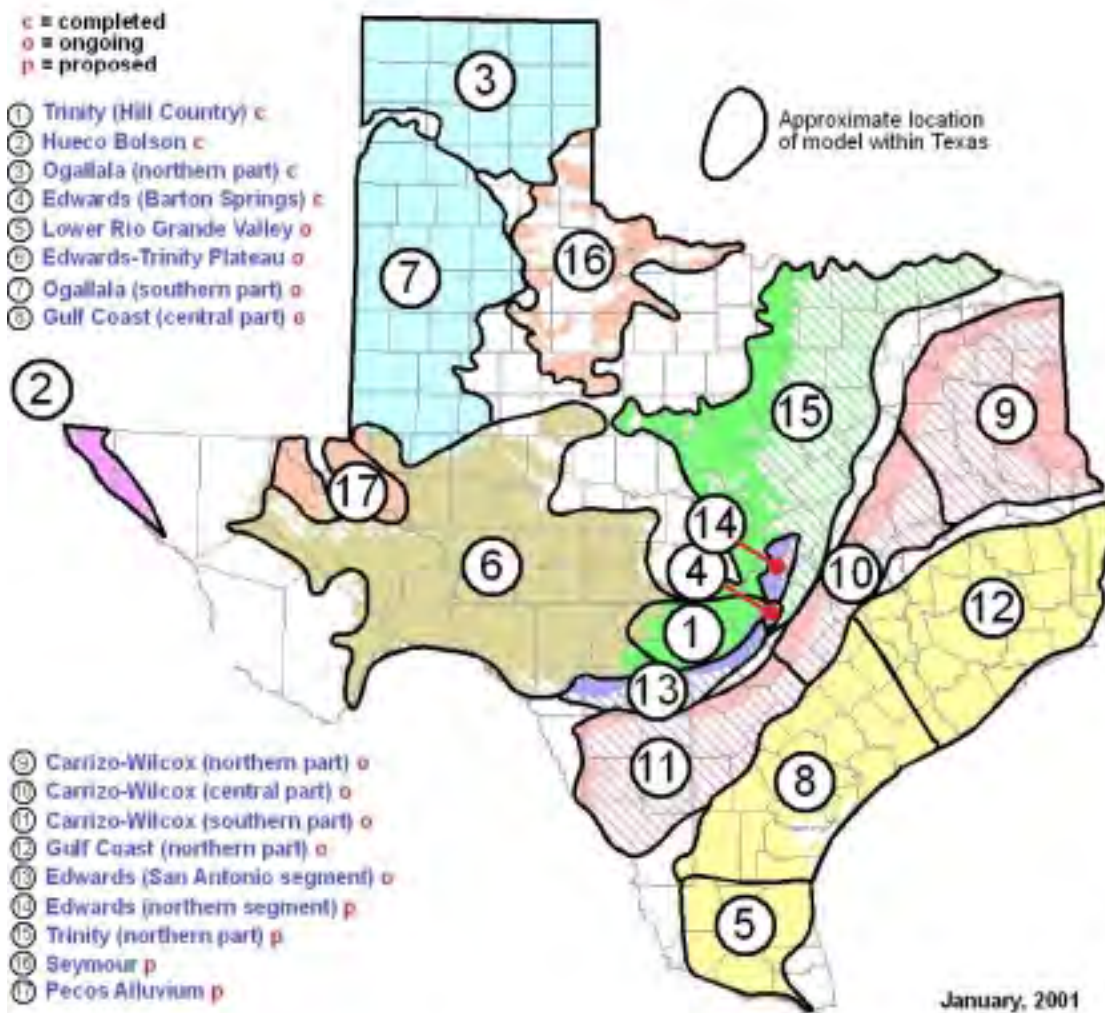 c = completed
o = ongoing
p = proposed
1 Trinity (Hill Country) c
2 Hueco Bolson c
3 Ogallala (northern part) c
4 Edwards (Barton Springs) c
5 Lower Rio Grande Valley o
6 Edwards-Trinity Plateau o
7 Ogallala (southern part) o
8 Gulf Coast (central part) o
Approximate location
of model within Texas
3
16
7
2
15
9
17
14
6
4
10
12
1
13
11
8
5
9 Carrizo-Wilcox (northern part) o
10 Carrizo-Wilcox (central part) o
11 Carrizo-Wilcox (southern part) o
12 Gulf Coast (northern part) o
13 Edwards (San Antonio segment) o
14 Edwards (northern segment) p
15 Trinity (northern part) p
16 Seymour p
17 Pecos Alluvium p
January, 2001